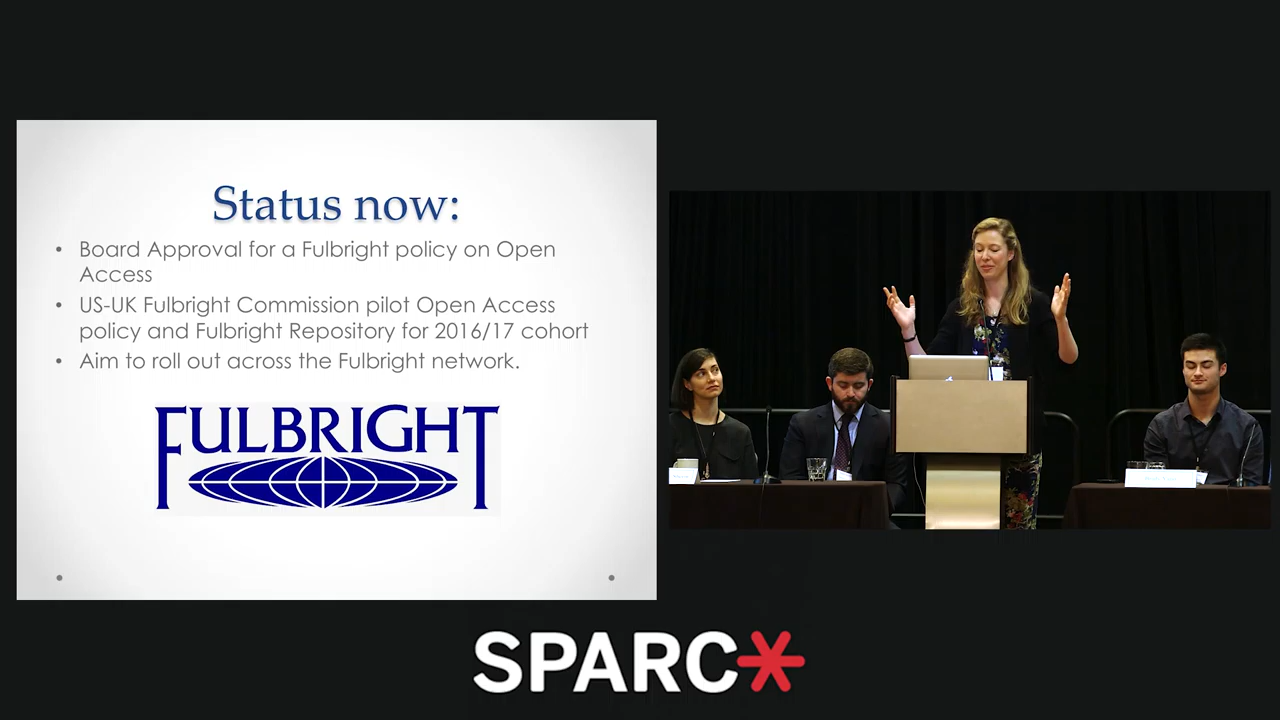 Status now:
• Board Approval for a Fulbright policy on Open
Access
• US-UK Fulbright Commission pilot Open Access
policy and Fulbright Repository for 2016/17 cohort
• Aim to roll out across the Fulbright network.
FULBRIGHT
SPARC*